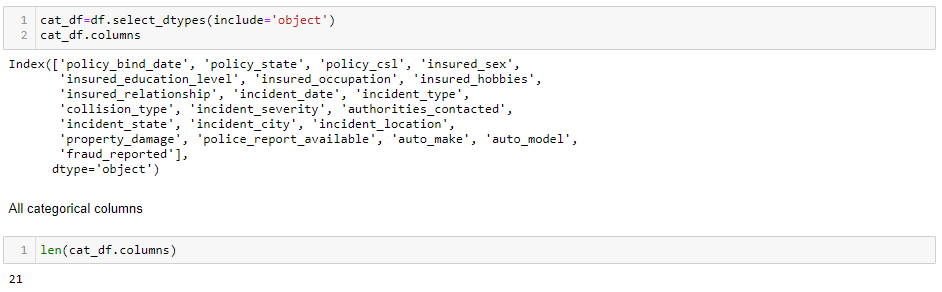 1 cat_df=df.select_dtypes(include='object')
2 cat_df.columns
Index(['policy_bind_date', 'policy_state', 'policy_csl', 'insured_sex',
'insured_education_level', 'insured_occupation', 'insured_hobbies',
'insured_relationship', 'incident_date', 'incident_type',
'collision_type', 'incident_severity', 'authorities_contacted',
'incident_state', 'incident_city', 'incident_location',
'property_damage', 'police_report_available', 'auto_make', 'auto_model',
'fraud_reported'],
dtype='object')
All categorical columns
1 len(cat_df.columns)
21